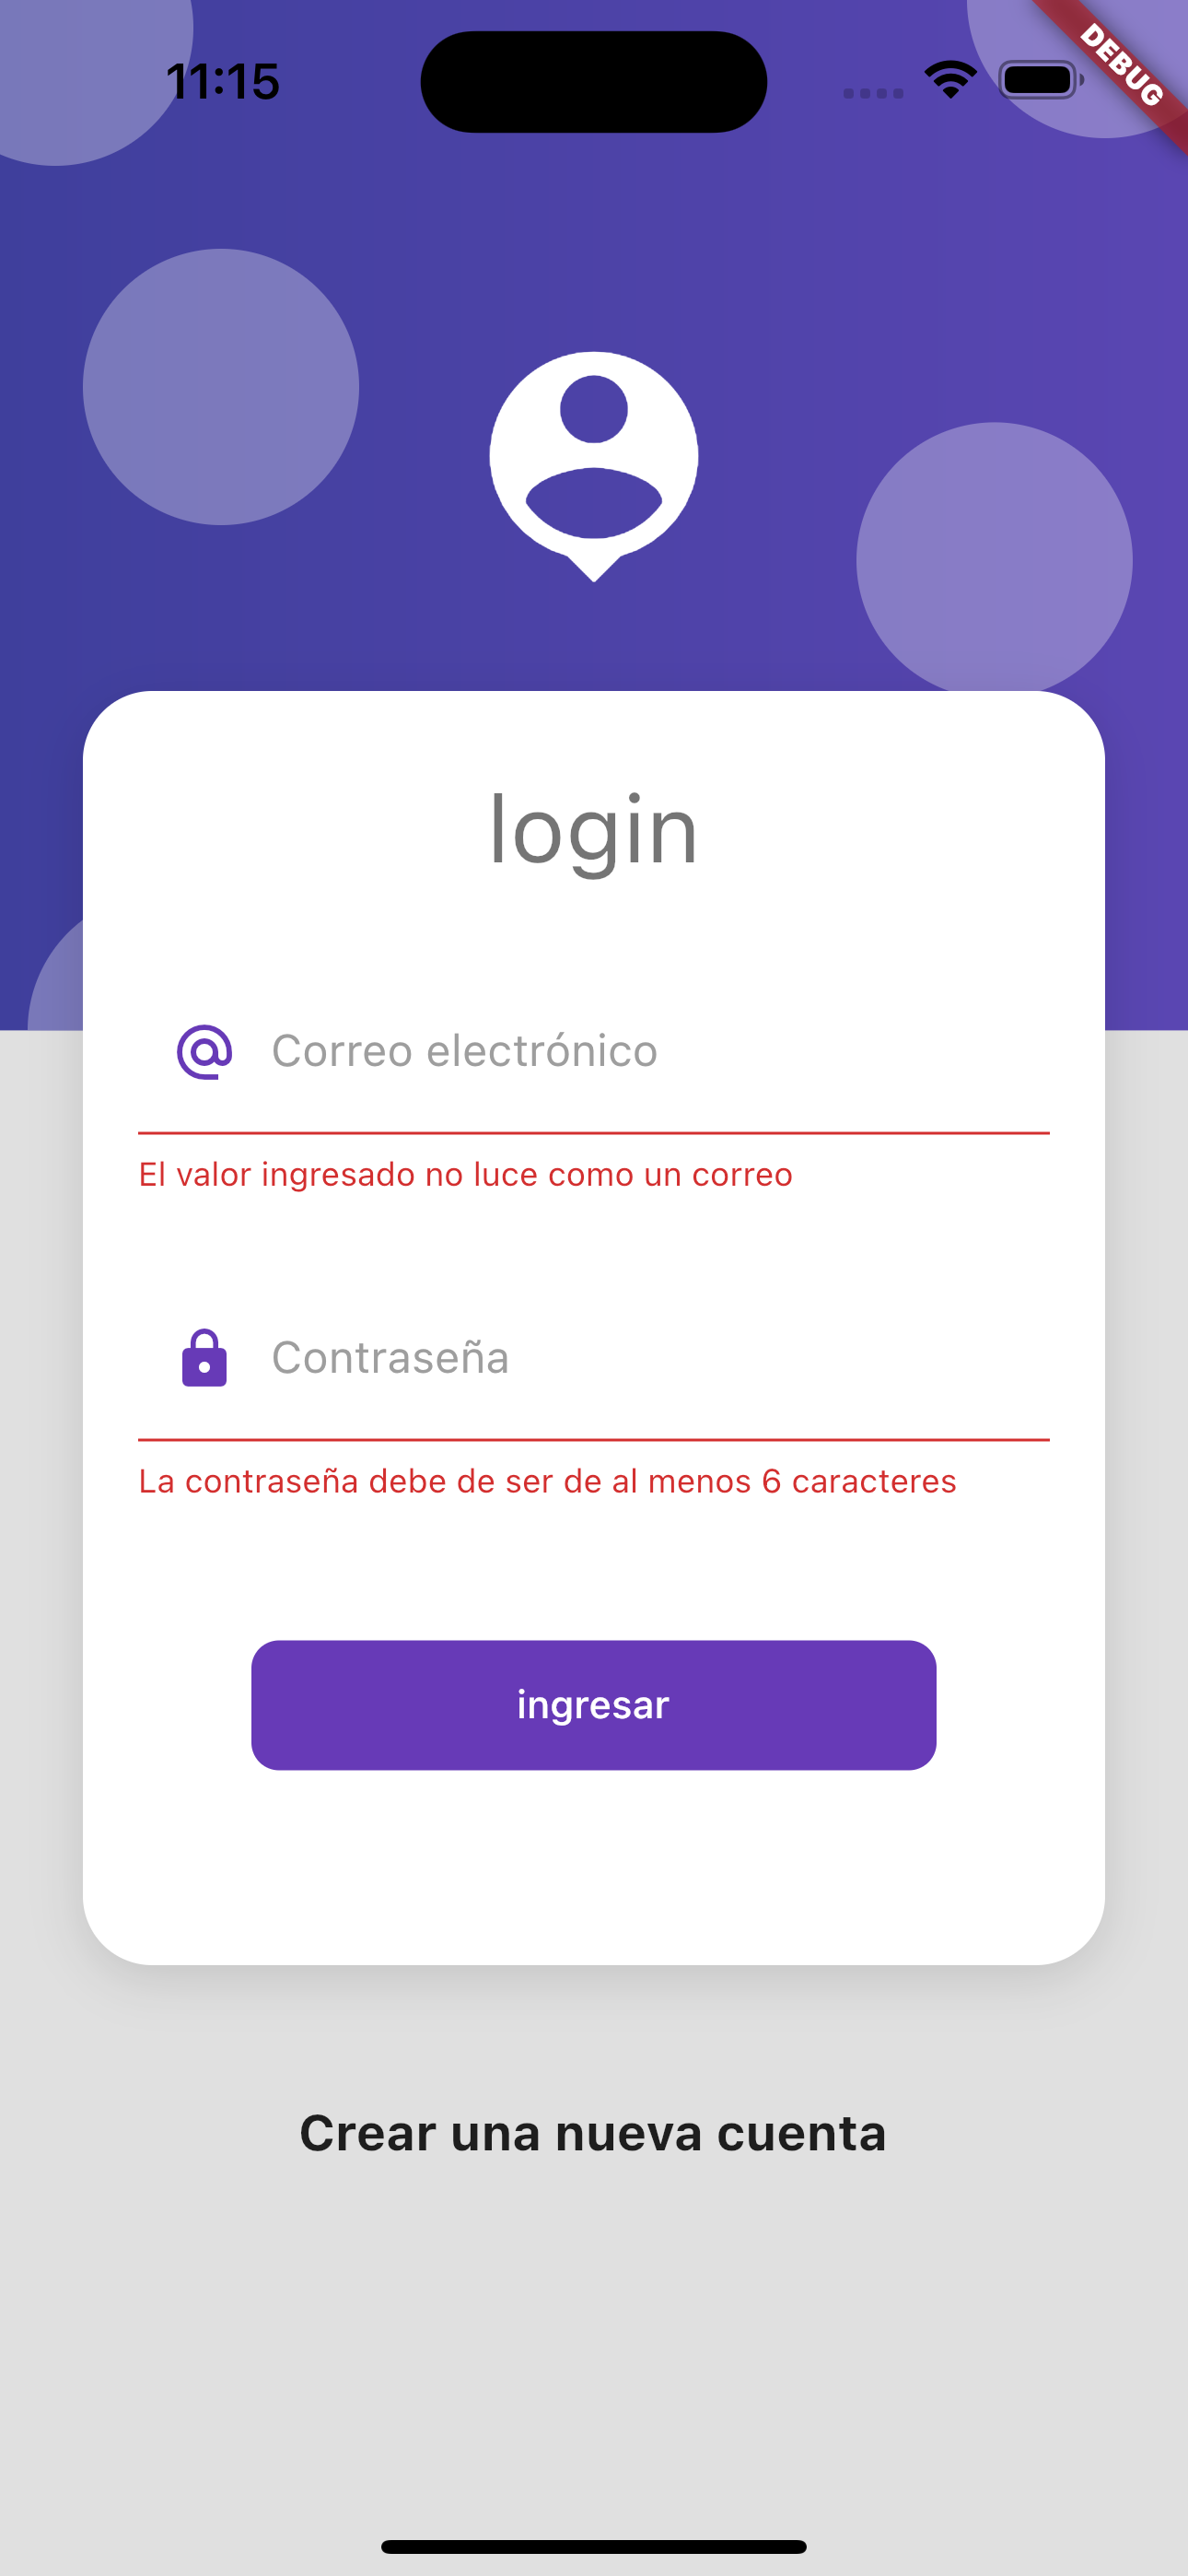 11:15
DEBUG
login
Correo electrónico
El valor ingresado no luce como un correo
Contraseña
La contraseña debe de ser de al menos 6 caracteres
ingresar
Crear una nueva cuenta